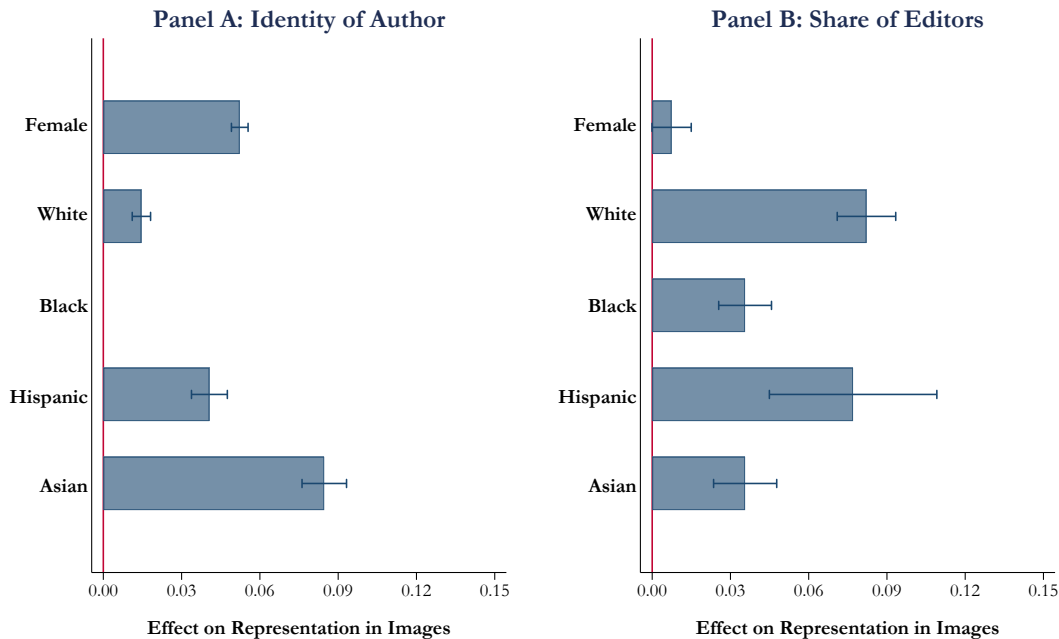 Panel A: Identity of Author
Female
White
Black
Hispanic
Asian
0.00 0.03 0.06 0.09 0.12 0.15
Effect on Representation in Images
Panel B: Share of Editors
Female
White
Black
Hispanic
Asian
0.00 0.03 0.06 0.09 0.12 0.15
Effect on Representation in Images